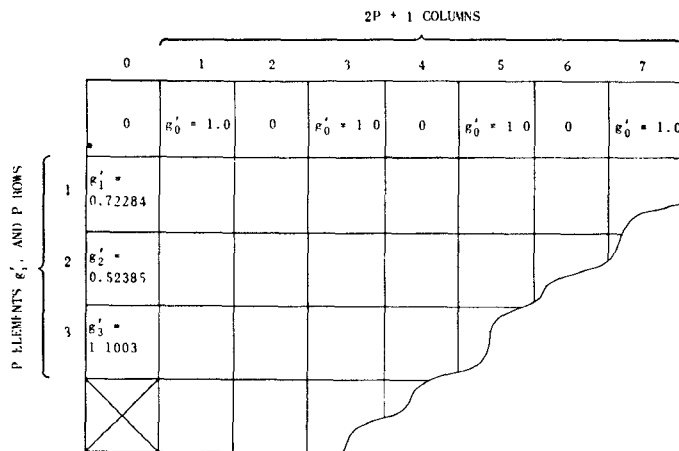 2P + 1 COLUMNS
0 1 2 3 4 5 6 7
0 g'₀ = 1.0 0 g'₀ = 1 0 0 g'₀ = 1 0 0 g'₀ = 1.0
P ELEMENTS g'ᵢ, AND P ROWS
1 g'₁ =
0.72284
2 g'₂ =
0.52385
3 g'₃ =
1 1003